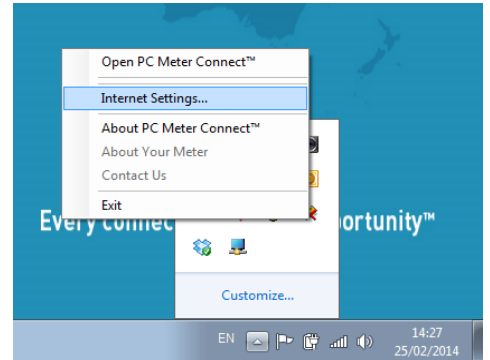 Open PC Meter Connect™
Internet Settings...
About PC Meter Connect™
About Your Meter
Contact Us
Exit
Every connec
ortunity™
Customize...
EN
14:27
25/02/2014